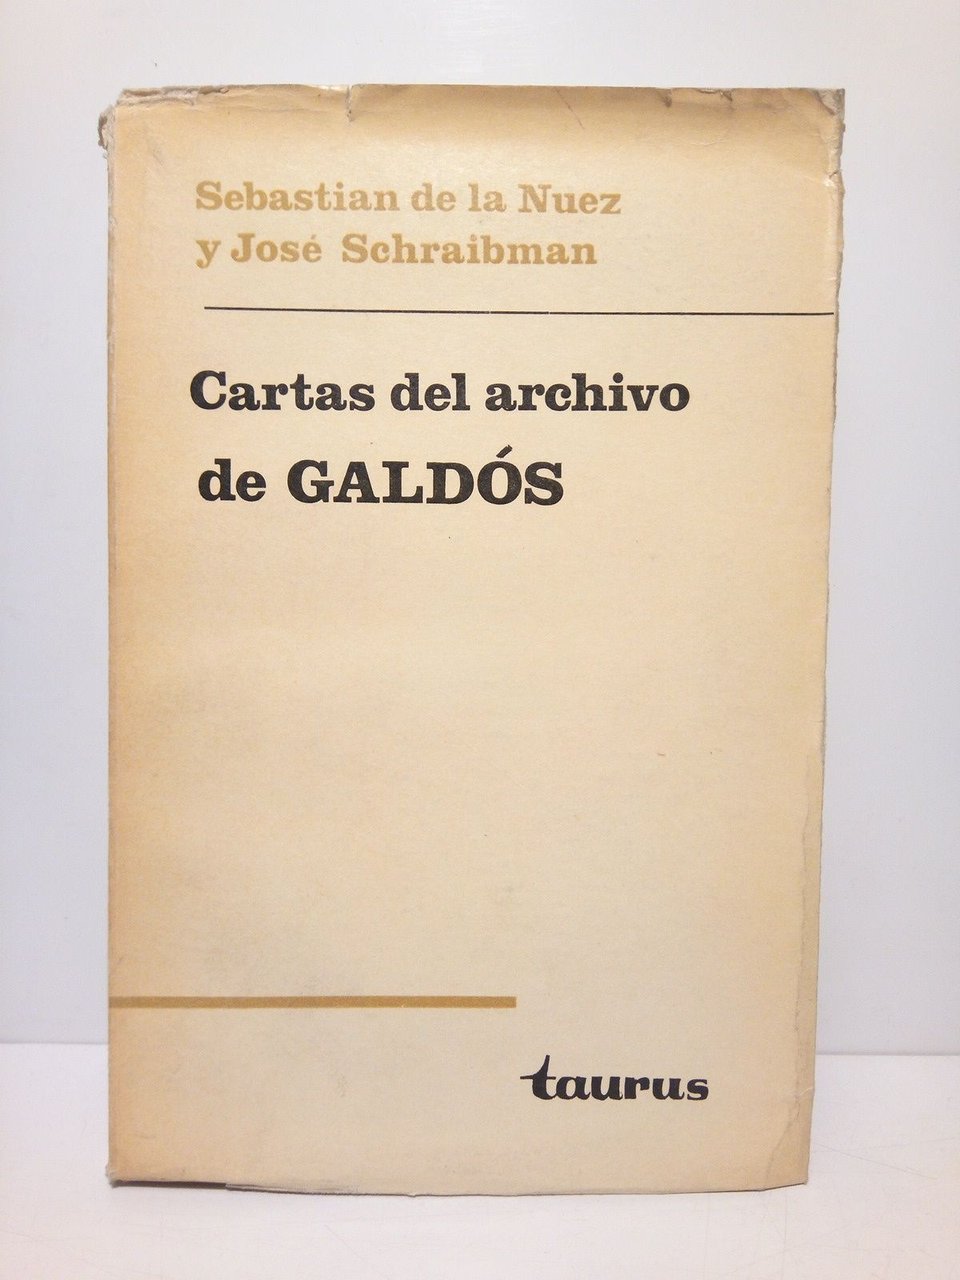 Sebastian de la Nuez
y José Schraibman
Cartas del archivo
de GALDÓS
taurus